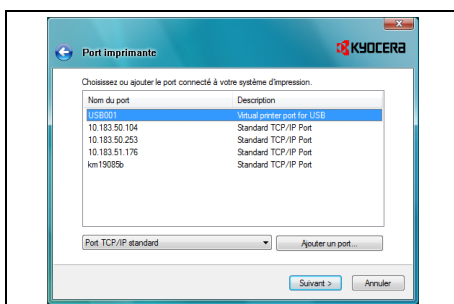 Port imprimante
KYOCERA
Choisissez ou ajouter le port connecté à votre système d'impression.
Nom du port Description
USB001 Virtual printer port for USB
10.183.50.104 Standard TCP/IP Port
10.183.50.253 Standard TCP/IP Port
10.183.51.176 Standard TCP/IP Port
km19085b Standard TCP/IP Port
Port TCP/IP standard Ajouter un port...
Suivant > Annuler